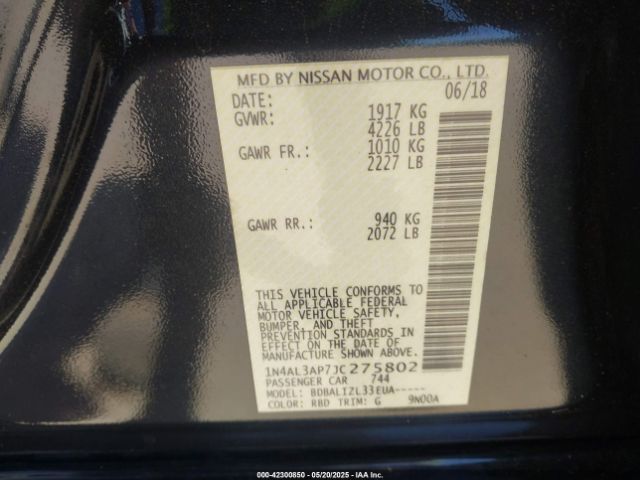 MFD BY NISSAN MOTOR CO., LTD.
DATE: 06/18
GVWR: 1917 KG
4226 LB
GAWR FR.: 1010 KG
2227 LB
GAWR RR.: 940 KG
2072 LB
THIS VEHICLE CONFORMS TO
ALL APPLICABLE FEDERAL
MOTOR VEHICLE SAFETY,
BUMPER, AND THEFT
PREVENTION STANDARDS
IN EFFECT ON THE DATE OF
MANUFACTURE SHOWN ABOVE.
1N4AL3AP7JC275802
PASSENGER CAR 744
MODEL: BDBALIZL33EUA-----
COLOR: RBD TRIM: G 9N00A
000-42300850 05/20/2025 IAAI.COM